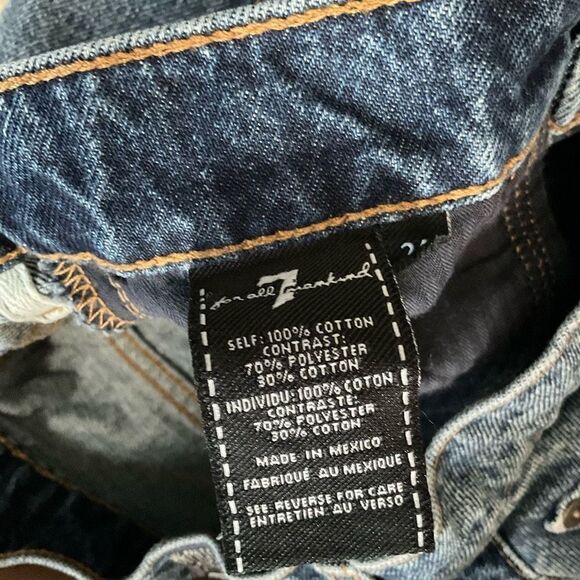 for all 7 mankind
SELF: 100% COTTON
CONTRAST:
70% POLYESTER
30% COTTON
INDIVIDU: 100% COTON
CONTRASTE:
70% POLYESTER
30% COTON
MADE IN MEXICO
FABRIQUÉ AU MEXIQUE
SEE REVERSE FOR CARE
ENTRETIEN AU VERSO